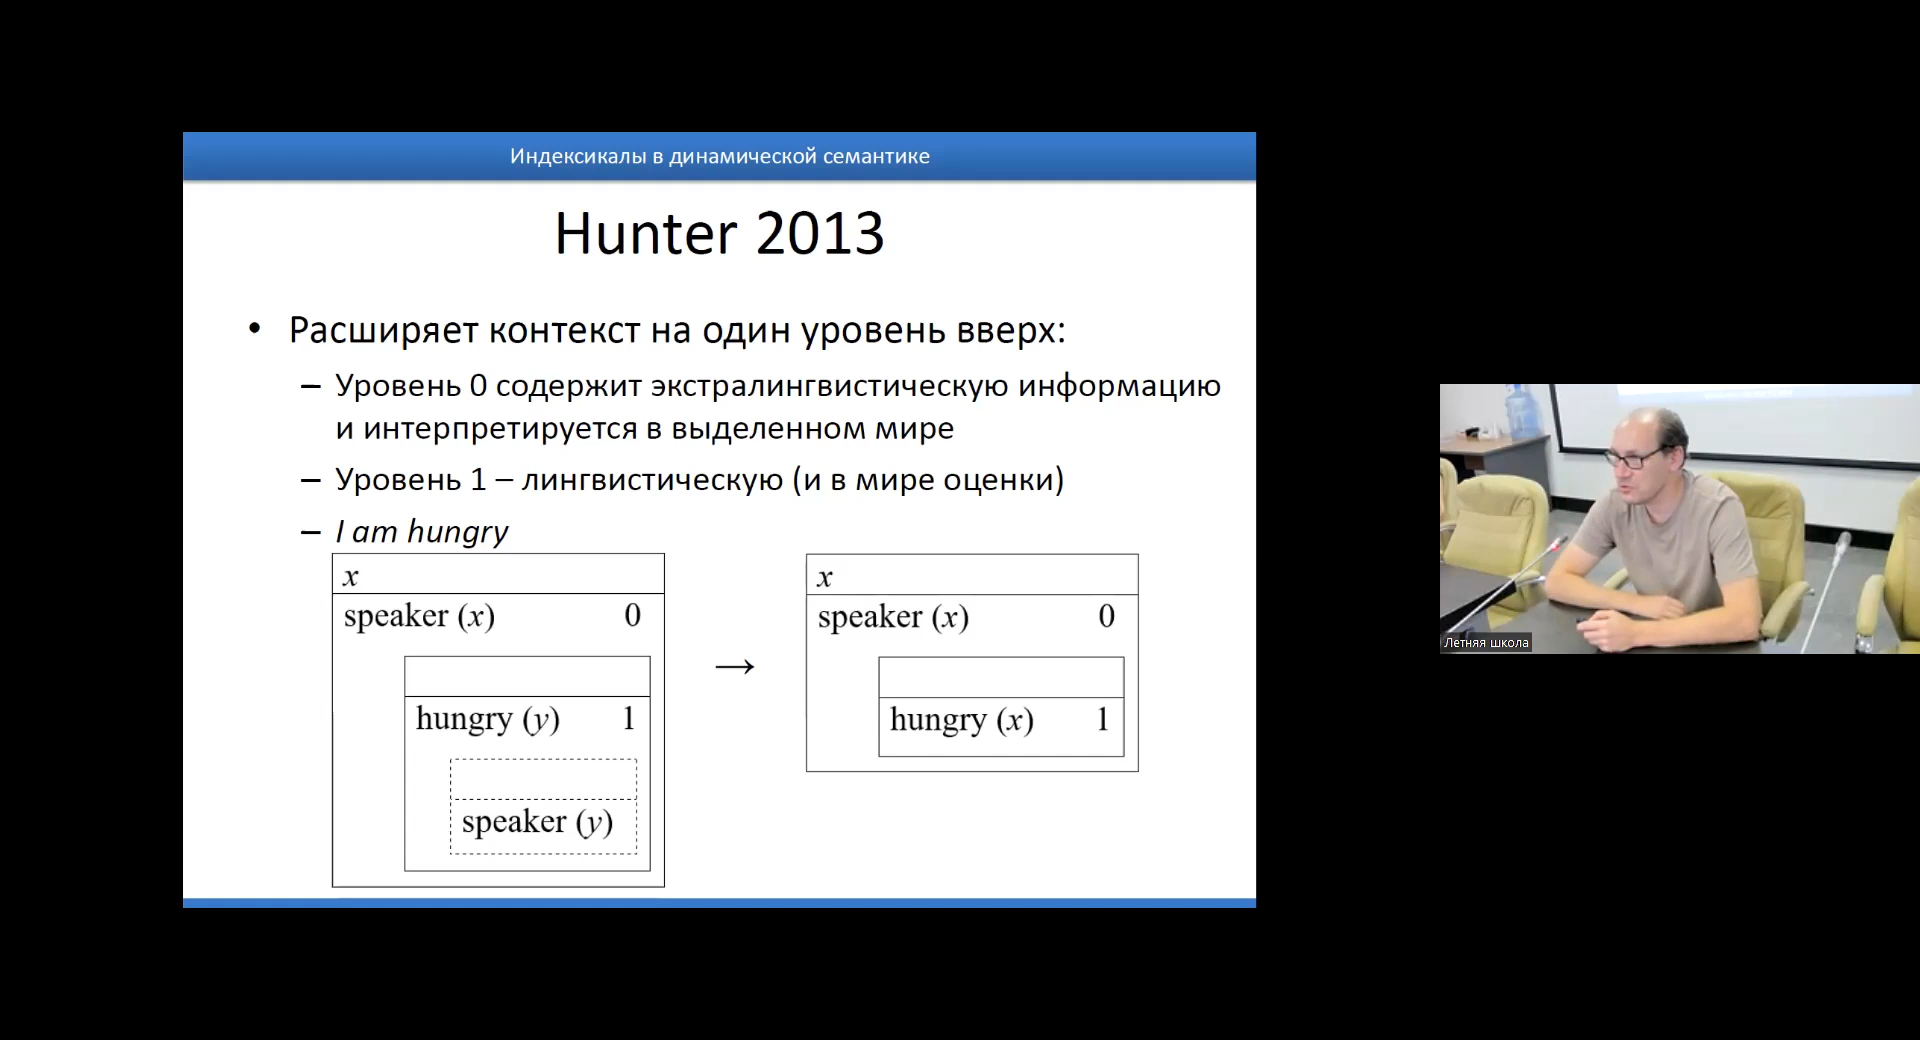 Индексикалы в динамической семантике
Hunter 2013
• Расширяет контекст на один уровень вверх:
– Уровень 0 содержит экстралингвистическую информацию
и интерпретируется в выделенном мире
– Уровень 1 – лингвистическую (и в мире оценки)
– I am hungry
x
speaker (x) 0
hungry (y) 1
speaker (y)
→
x
speaker (x) 0
hungry (x) 1
Летняя школа